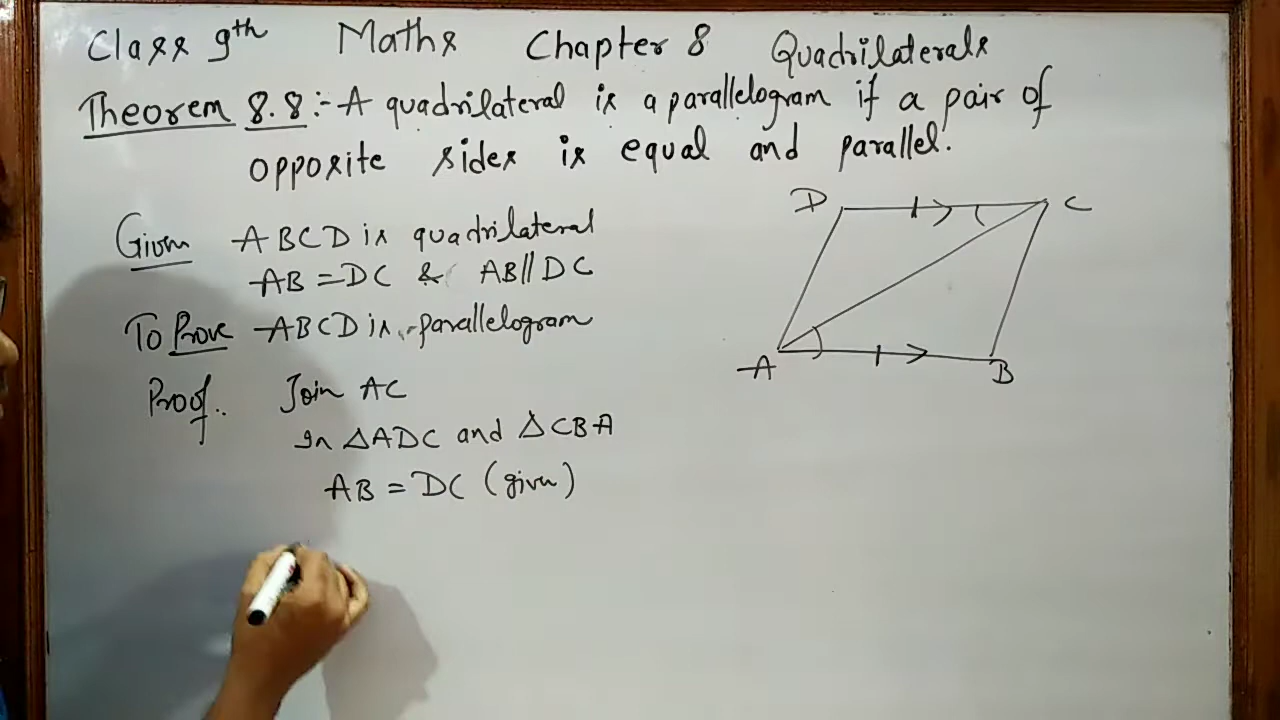 Class 9th Maths Chapter 8 Quadrilaterals
Theorem 8.8:- A quadrilateral is a parallelogram if a pair of
opposite sides is equal and parallel.
Given ABCD is quadrilateral
AB = DC & AB || DC
To Prove ABCD is parallelogram
Proof.. Join AC
In △ADC and △CBA
AB = DC (given)
D C
A B